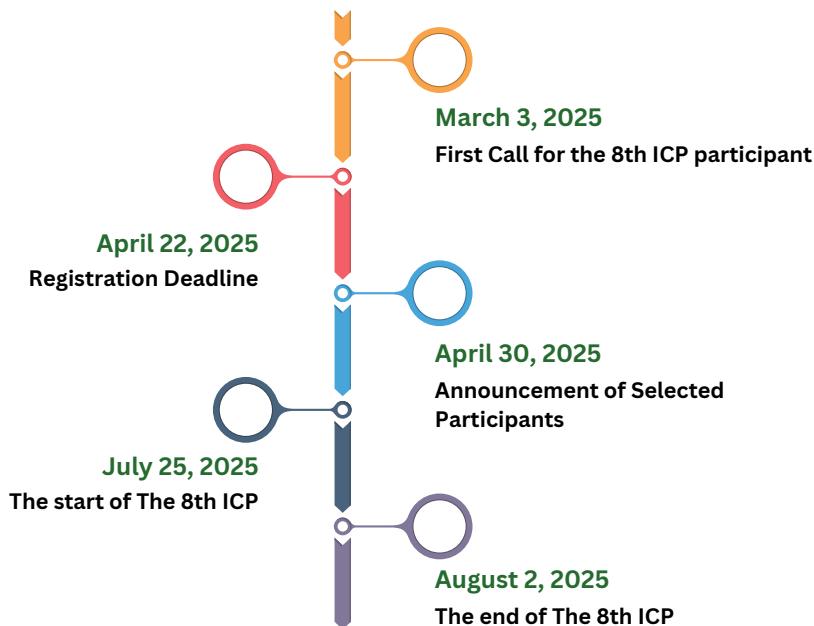 March 3, 2025
First Call for the 8th ICP participant
April 22, 2025
Registration Deadline
April 30, 2025
Announcement of Selected
Participants
July 25, 2025
The start of The 8th ICP
August 2, 2025
The end of The 8th ICP